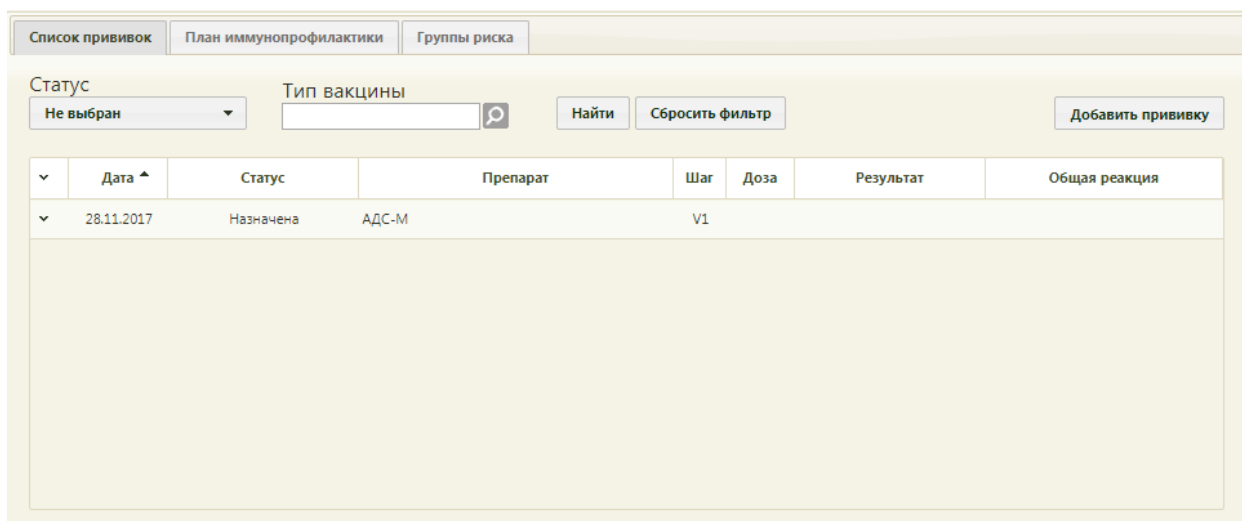 Список прививок План иммунопрофилактики Группы риска
Статус Тип вакцины
Не выбран Найти Сбросить фильтр Добавить прививку
Дата Статус Препарат Шаг Доза Результат Общая реакция
28.11.2017 Назначена АДС-М V1